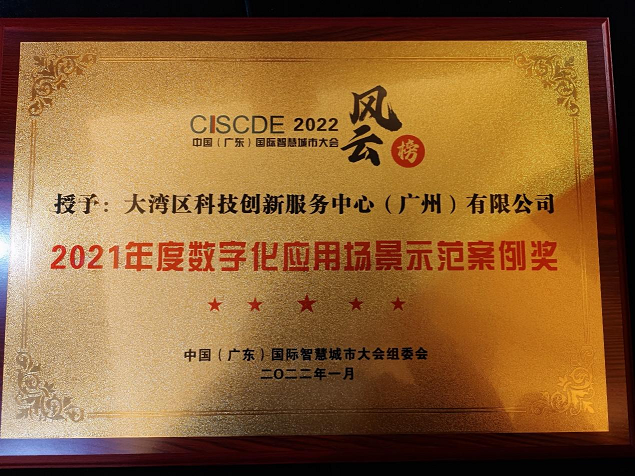 CISCDE 2022
中国（广东）国际智慧城市大会
风云
榜
授予：大湾区科技创新服务中心（广州）有限公司
2021年度数字化应用场景示范案例奖
中国（广东）国际智慧城市大会组委会
二〇二二年一月